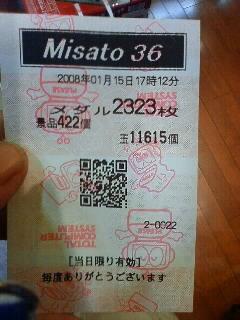 Misato 36
2008年01月15日17時12分
メダル2323枚
景品422個
玉11615個
2-0022
TOTAL
COMPUTER
SYSTEM
[当日限り有効]
毎度ありがとうございます